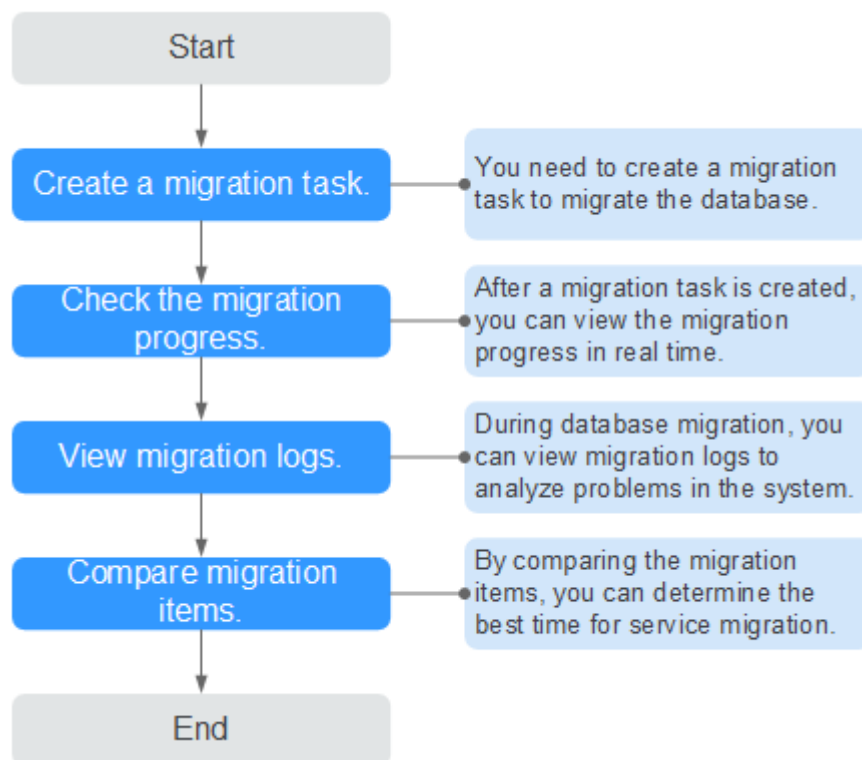 Start
Create a migration task.
You need to create a migration
task to migrate the database.
Check the migration
progress.
After a migration task is created,
you can view the migration
progress in real time.
View migration logs.
During database migration, you
can view migration logs to
analyze problems in the system.
Compare migration
items.
By comparing the migration
items, you can determine the
best time for service migration.
End